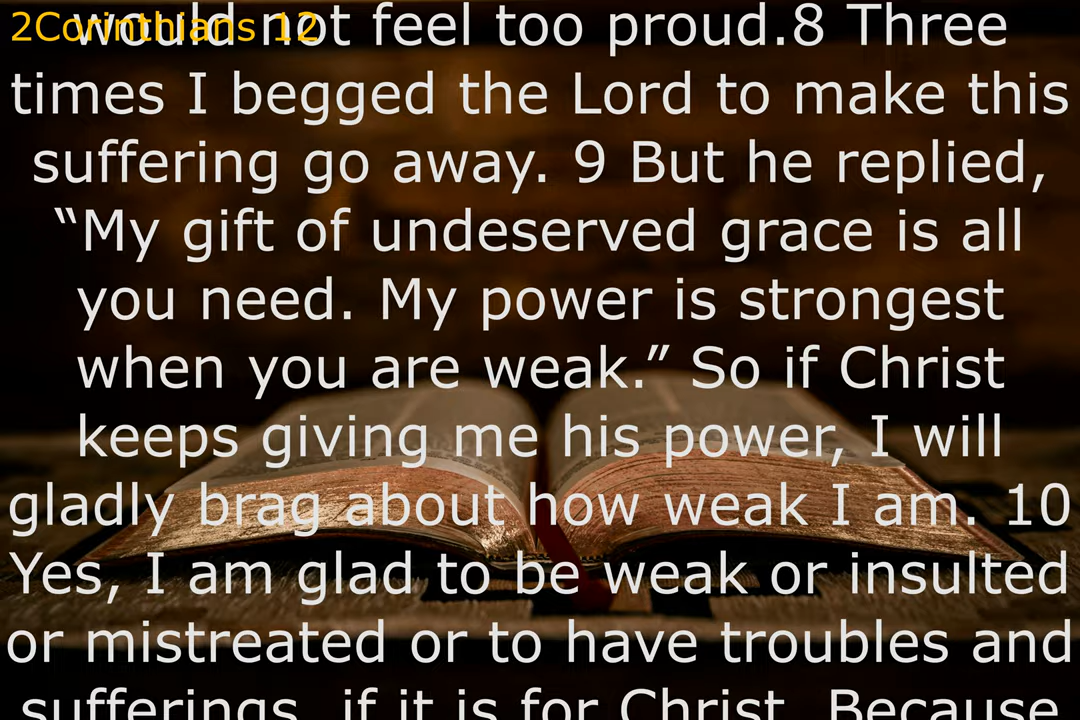 2Corinthians 12
would not feel too proud.8 Three
times I begged the Lord to make this
suffering go away. 9 But he replied,
“My gift of undeserved grace is all
you need. My power is strongest
when you are weak.” So if Christ
keeps giving me his power, I will
gladly brag about how weak I am. 10
Yes, I am glad to be weak or insulted
or mistreated or to have troubles and
sufferings, if it is for Christ. Because